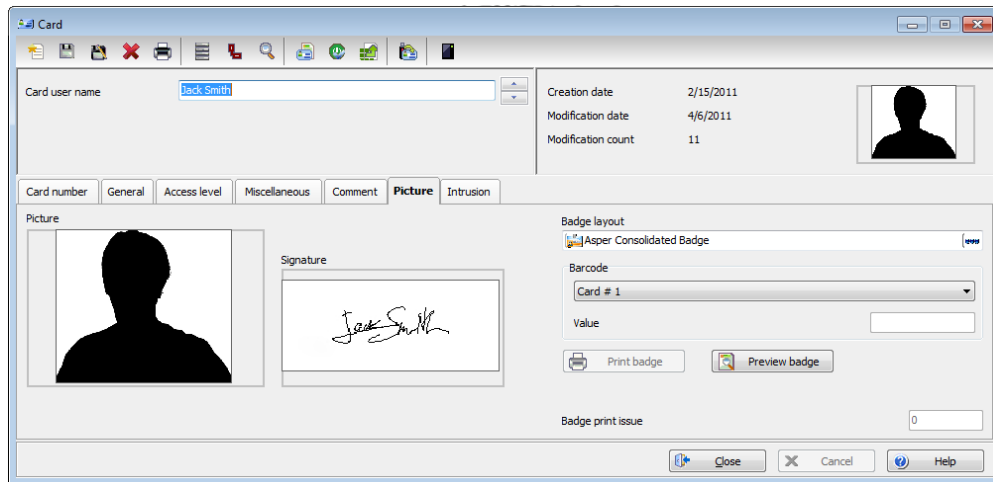 Card
Card user name
Jack Smith
Creation date 2/15/2011
Modification date 4/6/2011
Modification count 11
Card number General Access level Miscellaneous Comment Picture Intrusion
Picture
Signature
Jack Smith
Badge layout
Asper Consolidated Badge
Barcode
Card # 1
Value
Print badge Preview badge
Badge print issue 0
Close Cancel Help